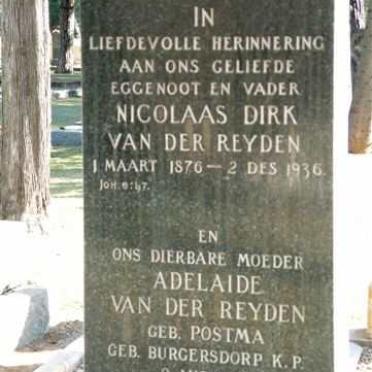 IN
LIEFDEVOLLE HERINNERING
AAN ONS GELIEFDE
EGGENOOT EN VADER
NICOLAAS DIRK
VAN DER REYDEN
1 MAART 1876 — 2 DES 1936.
JOH. 6:47.
EN
ONS DIERBARE MOEDER
ADELAIDE
VAN DER REYDEN
GEB. POSTMA
GEB. BURGERSDORP K.P.